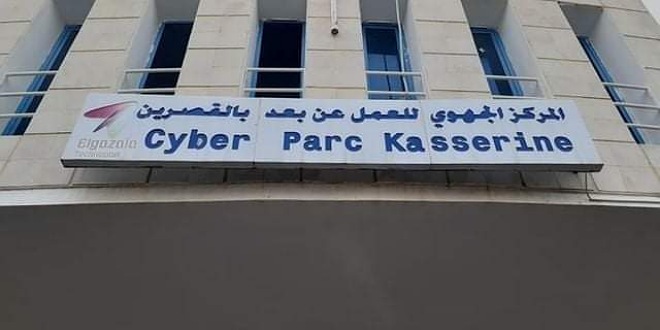 المركز الجهوي للعمل عن بعد بالقصرين
Cyber Parc Kasserine
Elgazala